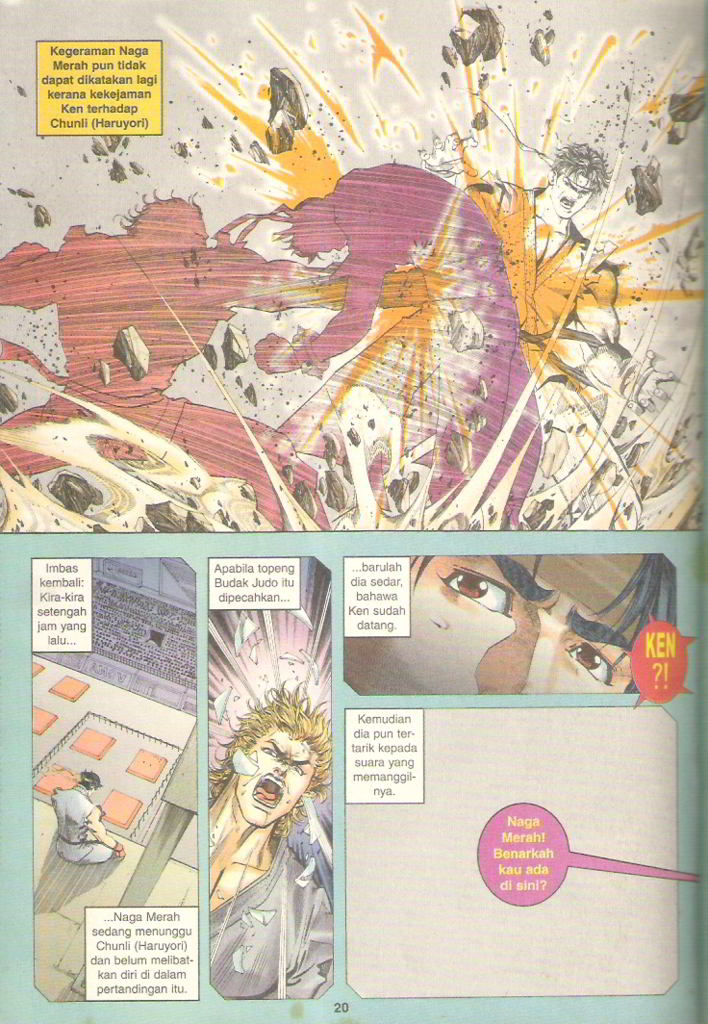 Kegeraman Naga
Merah pun tidak
dapat dikatakan lagi
kerana kekejaman
Ken terhadap
Chunli (Haruyori)
Imbas
kembali:
Kira-kira
setengah
jam yang
lalu...
...Naga Merah
sedang menunggu
Chunli (Haruyori)
dan belum melibat-
kan diri di dalam
pertandingan itu.
Apabila topeng
Budak Judo itu
dipecahkan...
...barulah
dia sedar,
bahawa
Ken sudah
datang.
KEN
?!
Kemudian
dia pun ter-
tarik kepada
suara yang
memanggil-
nya.
Naga
Merah!
Benarkah
kau ada
di sini?
20